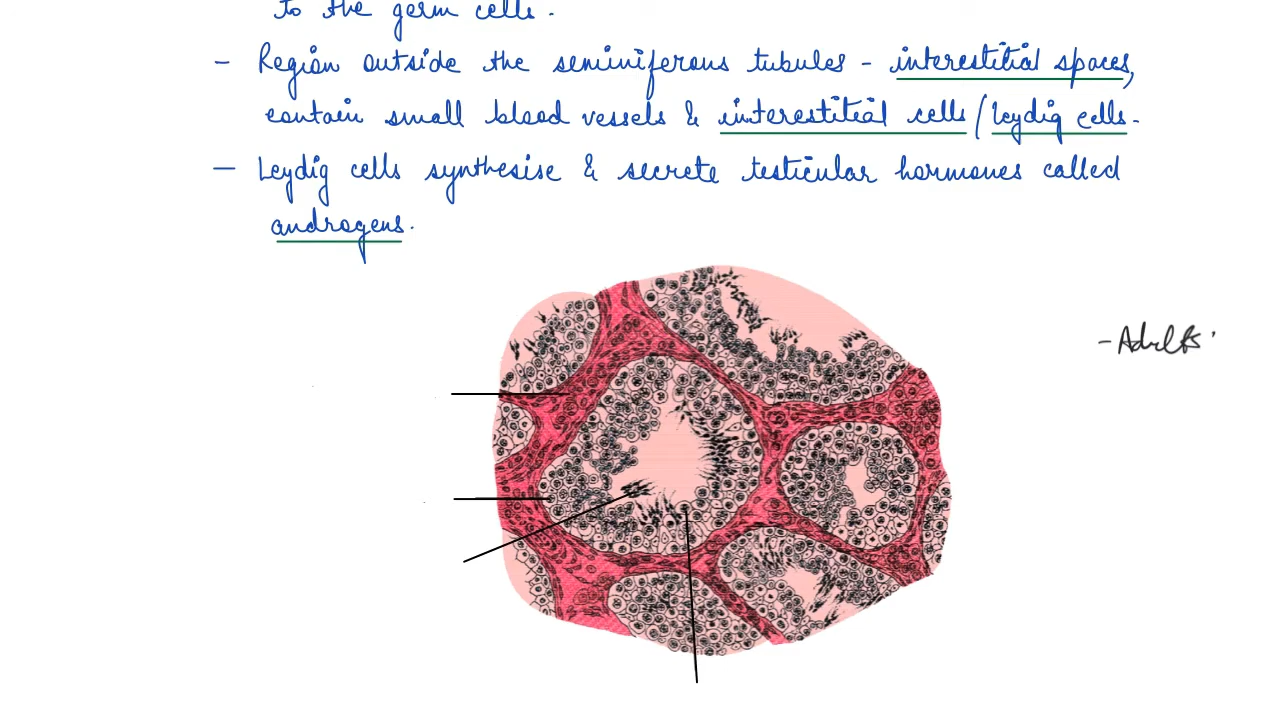 to the germ cells.
- Region outside the seminiferous tubules - interestitial spaces,
contain small blood vessels & interestitial cells / leydig cells.
- Leydig cells synthesise & secrete testicular hormones called
androgens.
- Adults